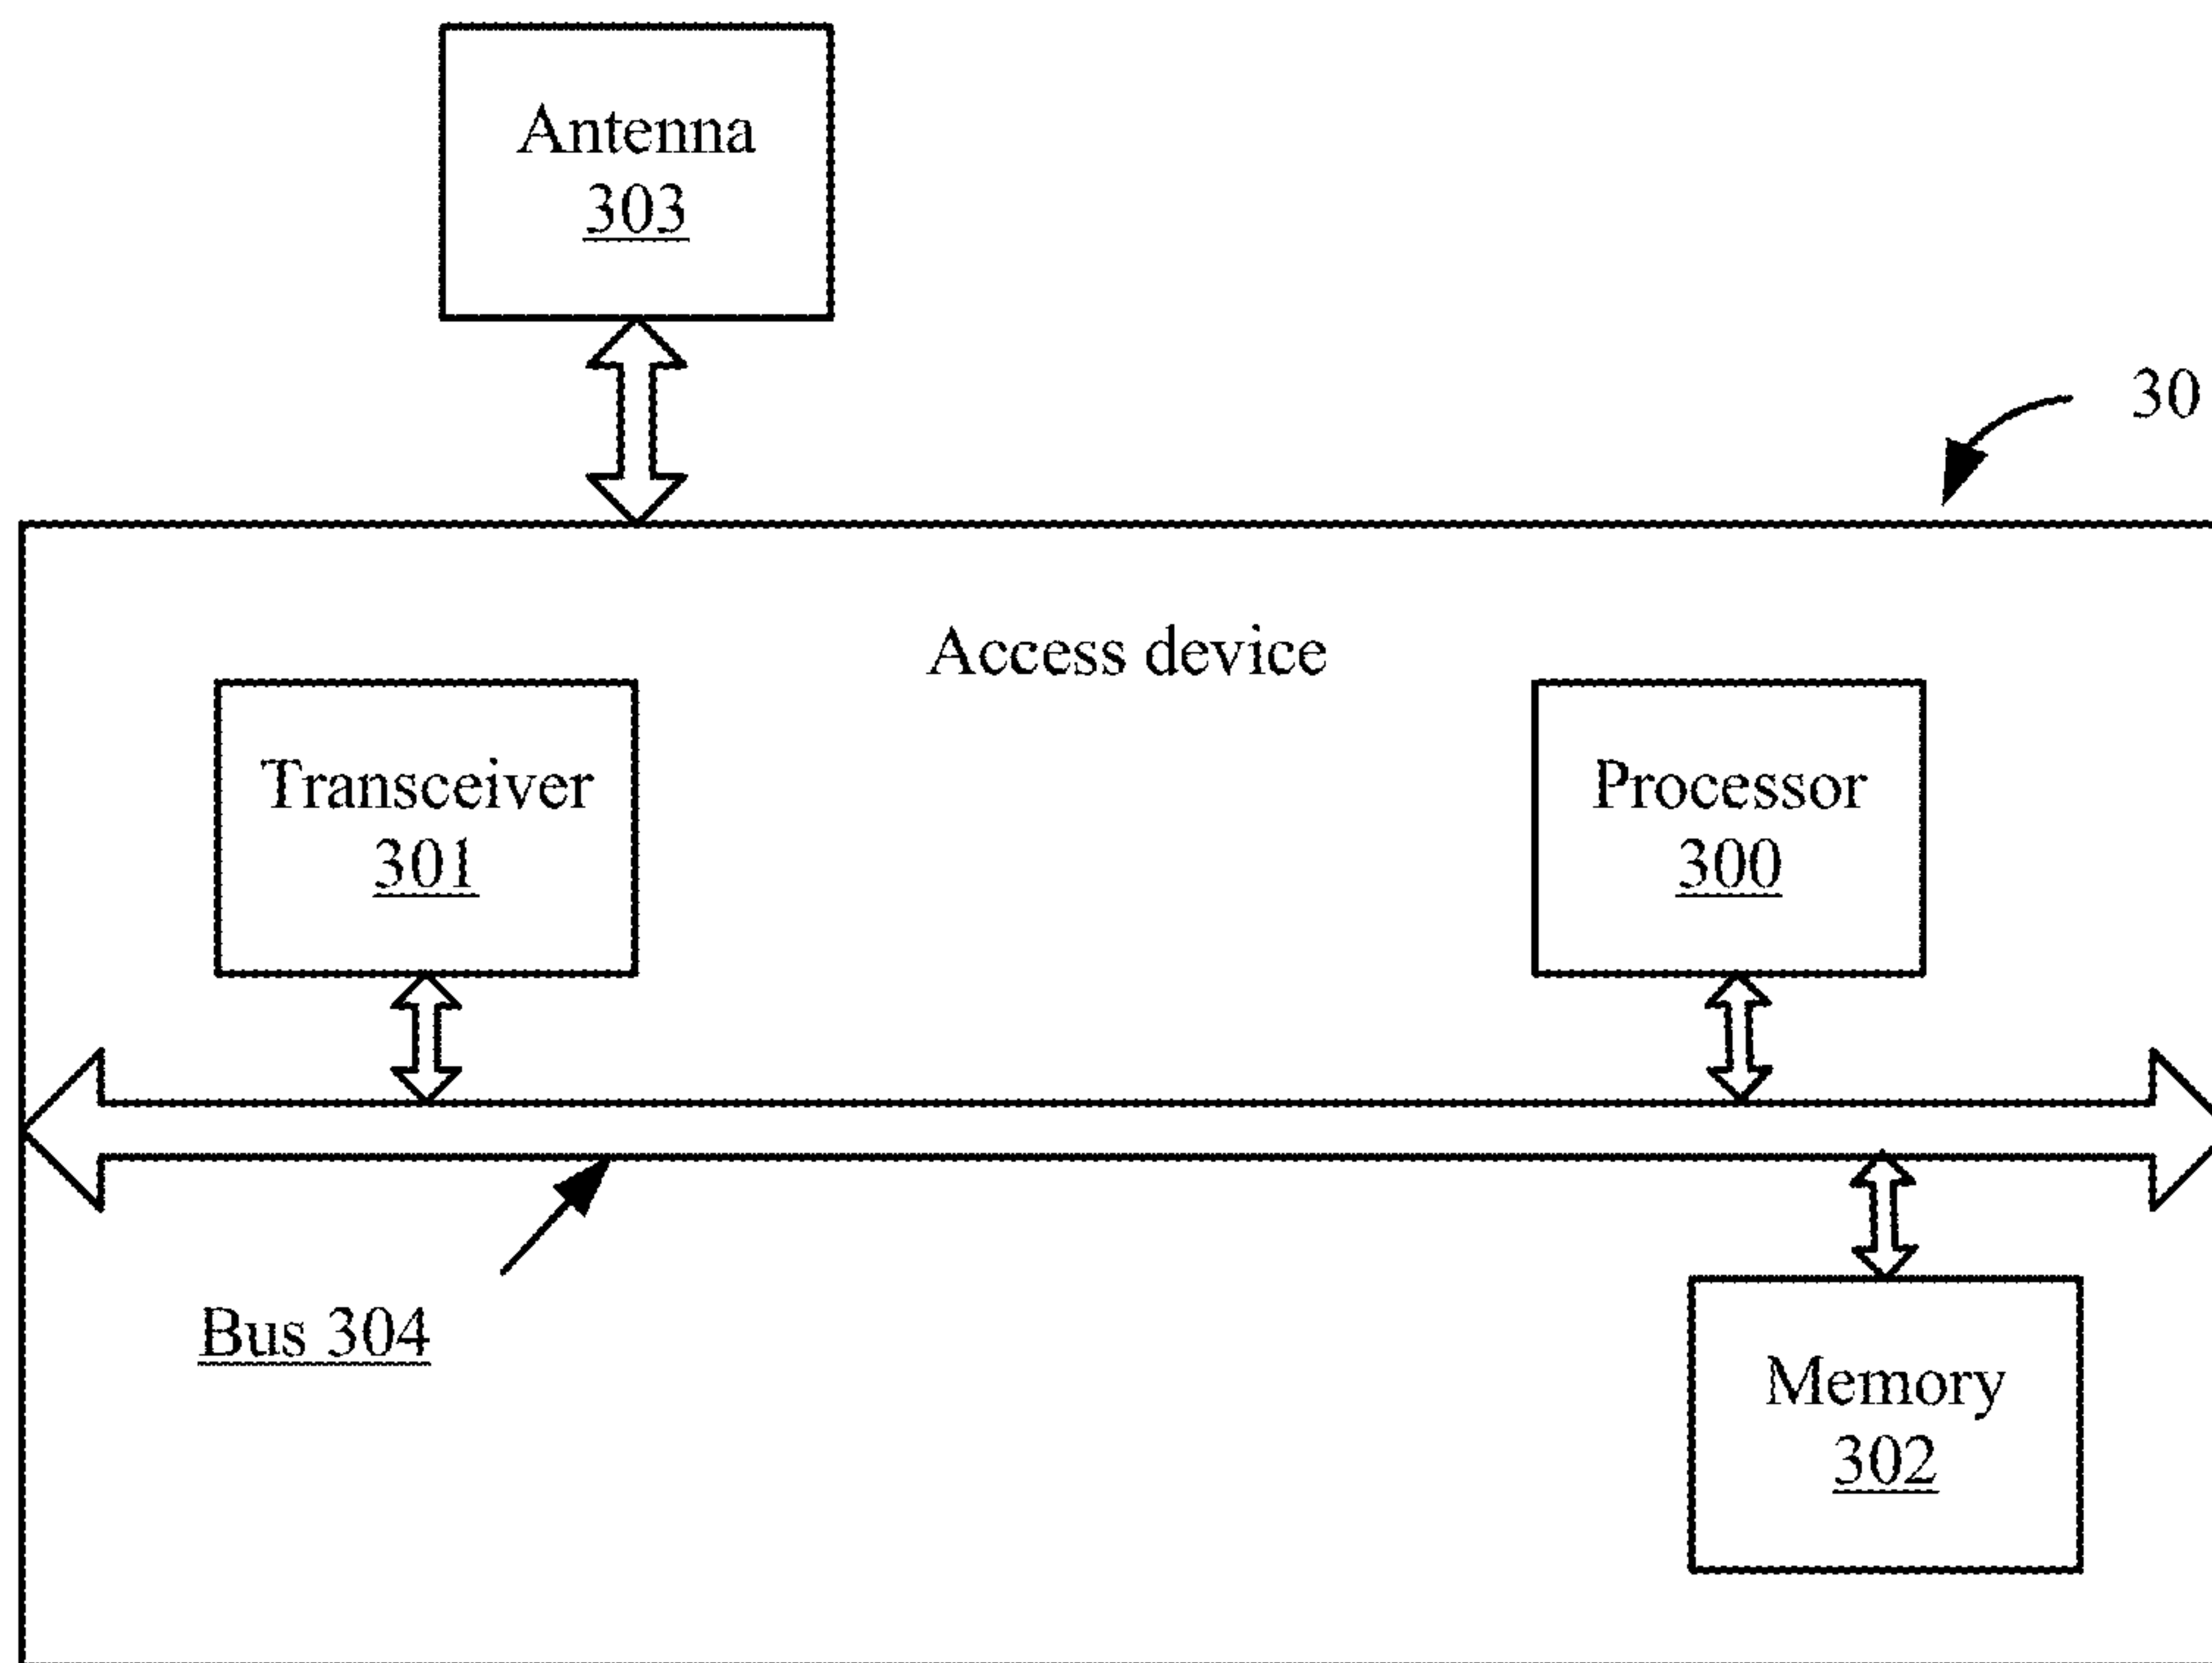 Antenna
303
30
Access device
Transceiver
301
Processor
300
Bus 304
Memory
302